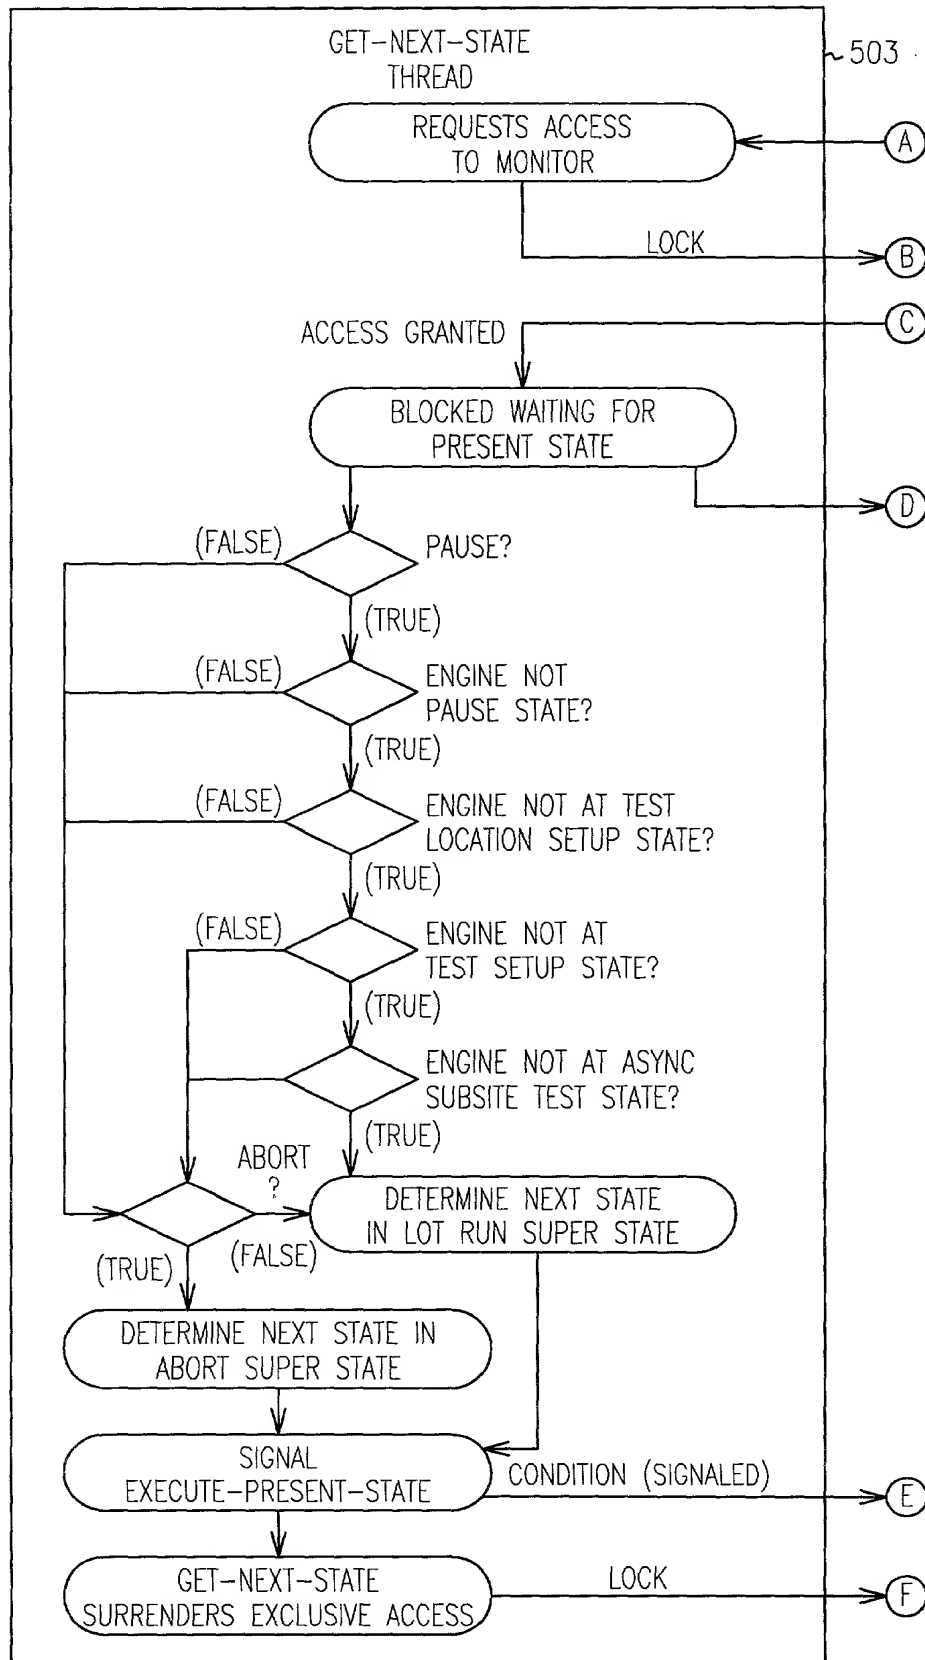 GET-NEXT-STATE
THREAD
503
REQUESTS ACCESS
TO MONITOR
A
LOCK
B
C
ACCESS GRANTED
BLOCKED WAITING FOR
PRESENT STATE
D
(FALSE)
PAUSE?
(TRUE)
(FALSE)
ENGINE NOT
PAUSE STATE?
(TRUE)
(FALSE)
ENGINE NOT AT TEST
LOCATION SETUP STATE?
(TRUE)
(FALSE)
ENGINE NOT AT
TEST SETUP STATE?
(TRUE)
ENGINE NOT AT ASYNC
SUBSITE TEST STATE?
(TRUE)
ABORT
?
DETERMINE NEXT STATE
IN LOT RUN SUPER STATE
(TRUE)
(FALSE)
DETERMINE NEXT STATE IN
ABORT SUPER STATE
SIGNAL
EXECUTE-PRESENT-STATE
CONDITION (SIGNALED)
E
GET-NEXT-STATE
SURRENDERS EXCLUSIVE ACCESS
LOCK
F